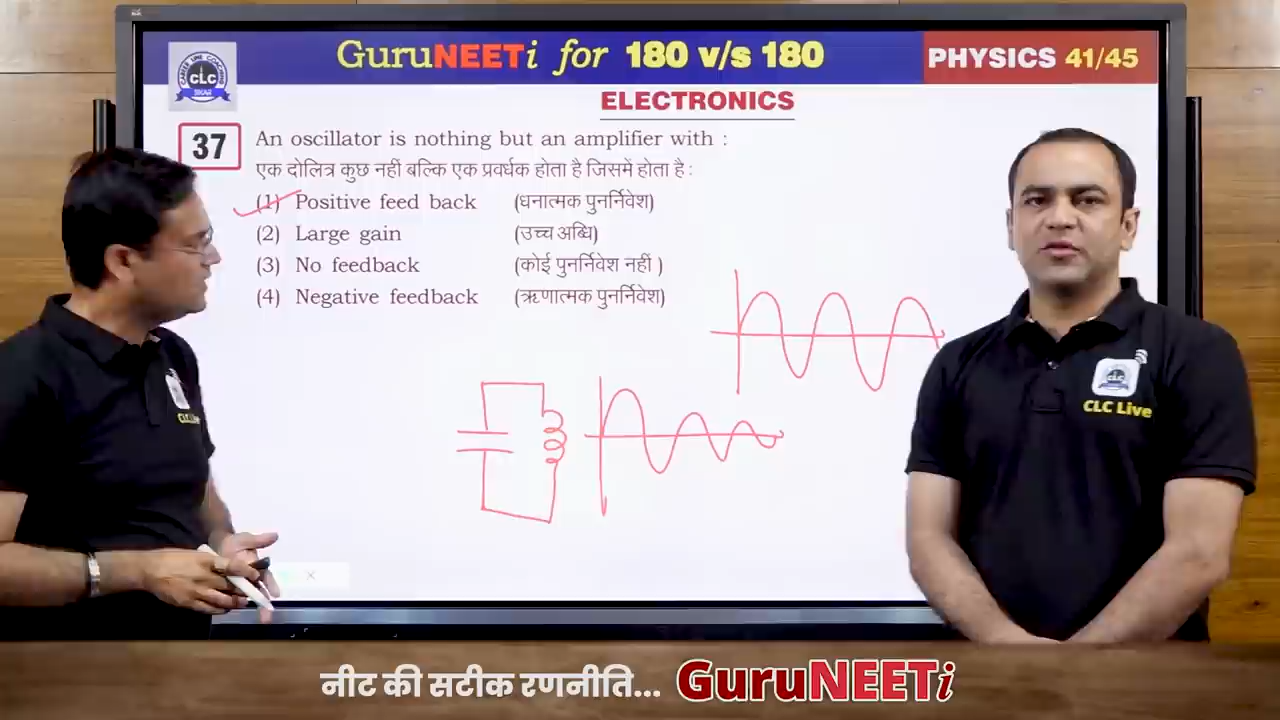 GuruNEETi for 180 v/s 180
PHYSICS 41/45
CLC
SIKAR
ELECTRONICS
37 An oscillator is nothing but an amplifier with :
एक दोलित्र कुछ नहीं बल्कि एक प्रवर्धक होता है जिसमें होता है :
(1) Positive feed back (धनात्मक पुनर्निवेश)
(2) Large gain (उच्च अब्धि)
(3) No feedback (कोई पुनर्निवेश नहीं )
(4) Negative feedback (ऋणात्मक पुनर्निवेश)
CLC Live
नीट की सटीक रणनीति... GuruNEETi